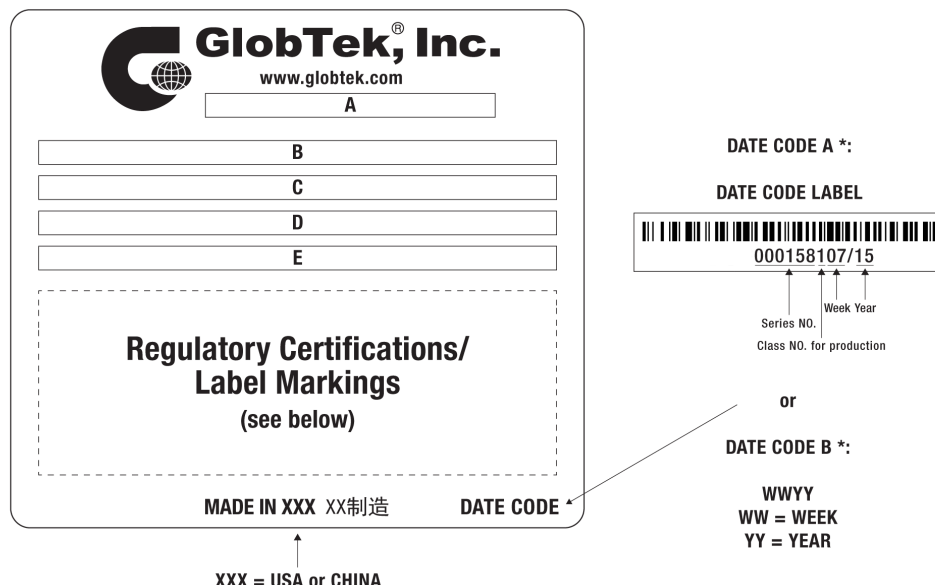 GlobTek,® Inc.
www.globtek.com
A
B
C
D
E
Regulatory Certifications/
Label Markings
(see below)
MADE IN XXX XX制造 DATE CODE
XXX = USA or CHINA
DATE CODE A *:
DATE CODE LABEL
000158107/15
Week Year
Series NO.
Class NO. for production
or
DATE CODE B *:
WWYY
WW = WEEK
YY = YEAR